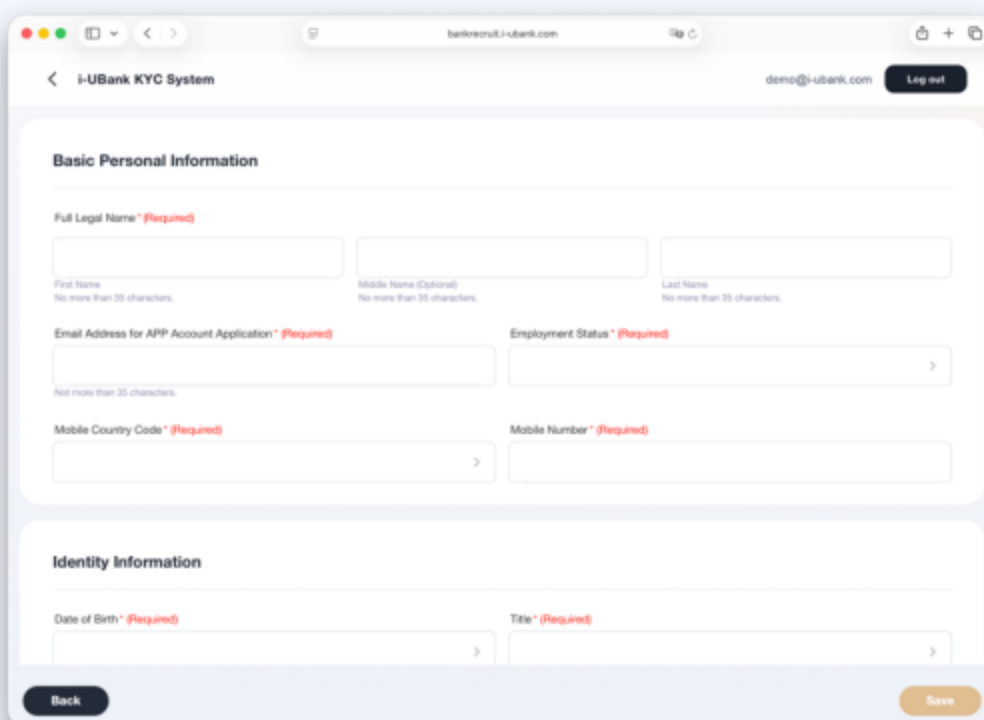 bankrecruit.i-ubank.com
i-UBank KYC System
demo@i-ubank.com
Log out
Basic Personal Information
Full Legal Name * (Required)
First Name
No more than 35 characters.
Middle Name (Optional)
No more than 35 characters.
Last Name
No more than 35 characters.
Email Address for APP Account Application * (Required)
Not more than 35 characters.
Employment Status * (Required)
Mobile Country Code * (Required)
Mobile Number * (Required)
Identity Information
Date of Birth * (Required)
Title * (Required)
Back
Save